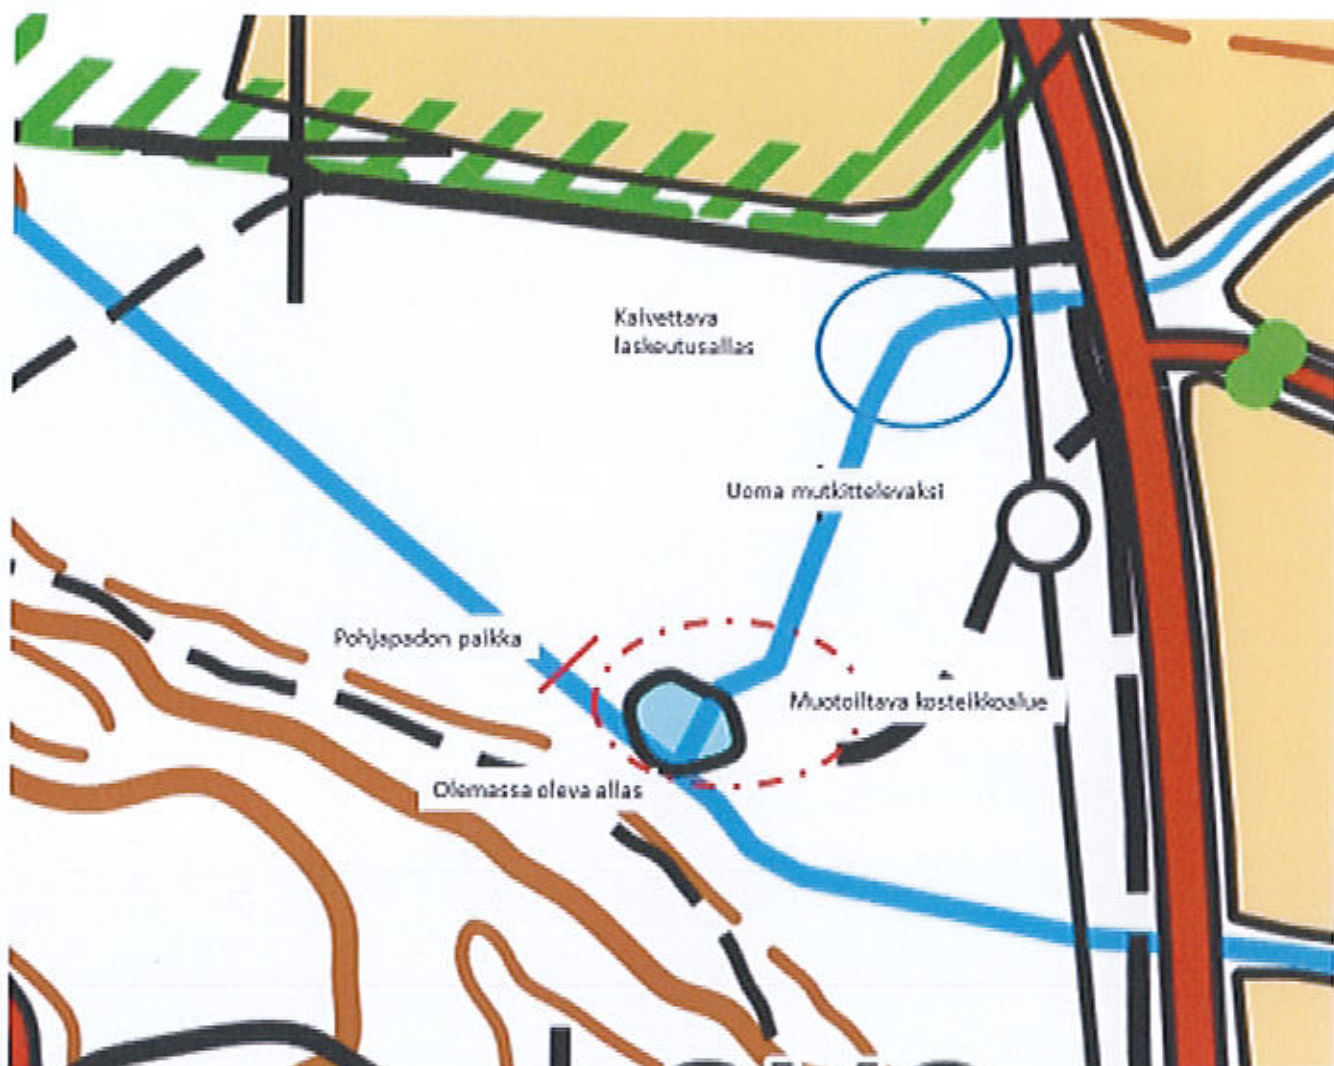 Kaivettava
laskeutusallas
Uoma mutkittelevaksi
Pohjapadon paikka
Muotoiltava kosteikkoalue
Olemassa oleva allas